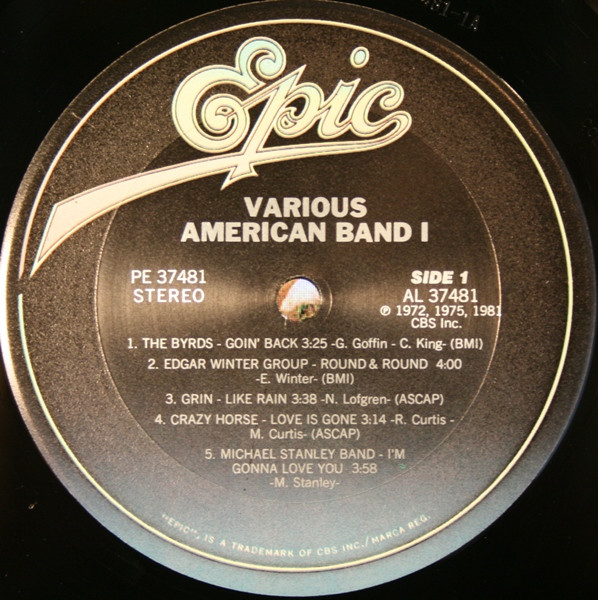 Epic
VARIOUS
AMERICAN BAND I
PE 37481
STEREO
SIDE 1
AL 37481
℗ 1972, 1975, 1981
CBS Inc.
1. THE BYRDS - GOIN' BACK 3:25 -G. Goffin - C. King- (BMI)
2. EDGAR WINTER GROUP - ROUND & ROUND 4:00
-E. Winter- (BMI)
3. GRIN - LIKE RAIN 3:38 -N. Lofgren- (ASCAP)
4. CRAZY HORSE - LOVE IS GONE 3:14 -R. Curtis -
M. Curtis- (ASCAP)
5. MICHAEL STANLEY BAND - I'M
GONNA LOVE YOU 3:58
-M. Stanley-
"EPIC", IS A TRADEMARK OF CBS INC./MARCA REG.